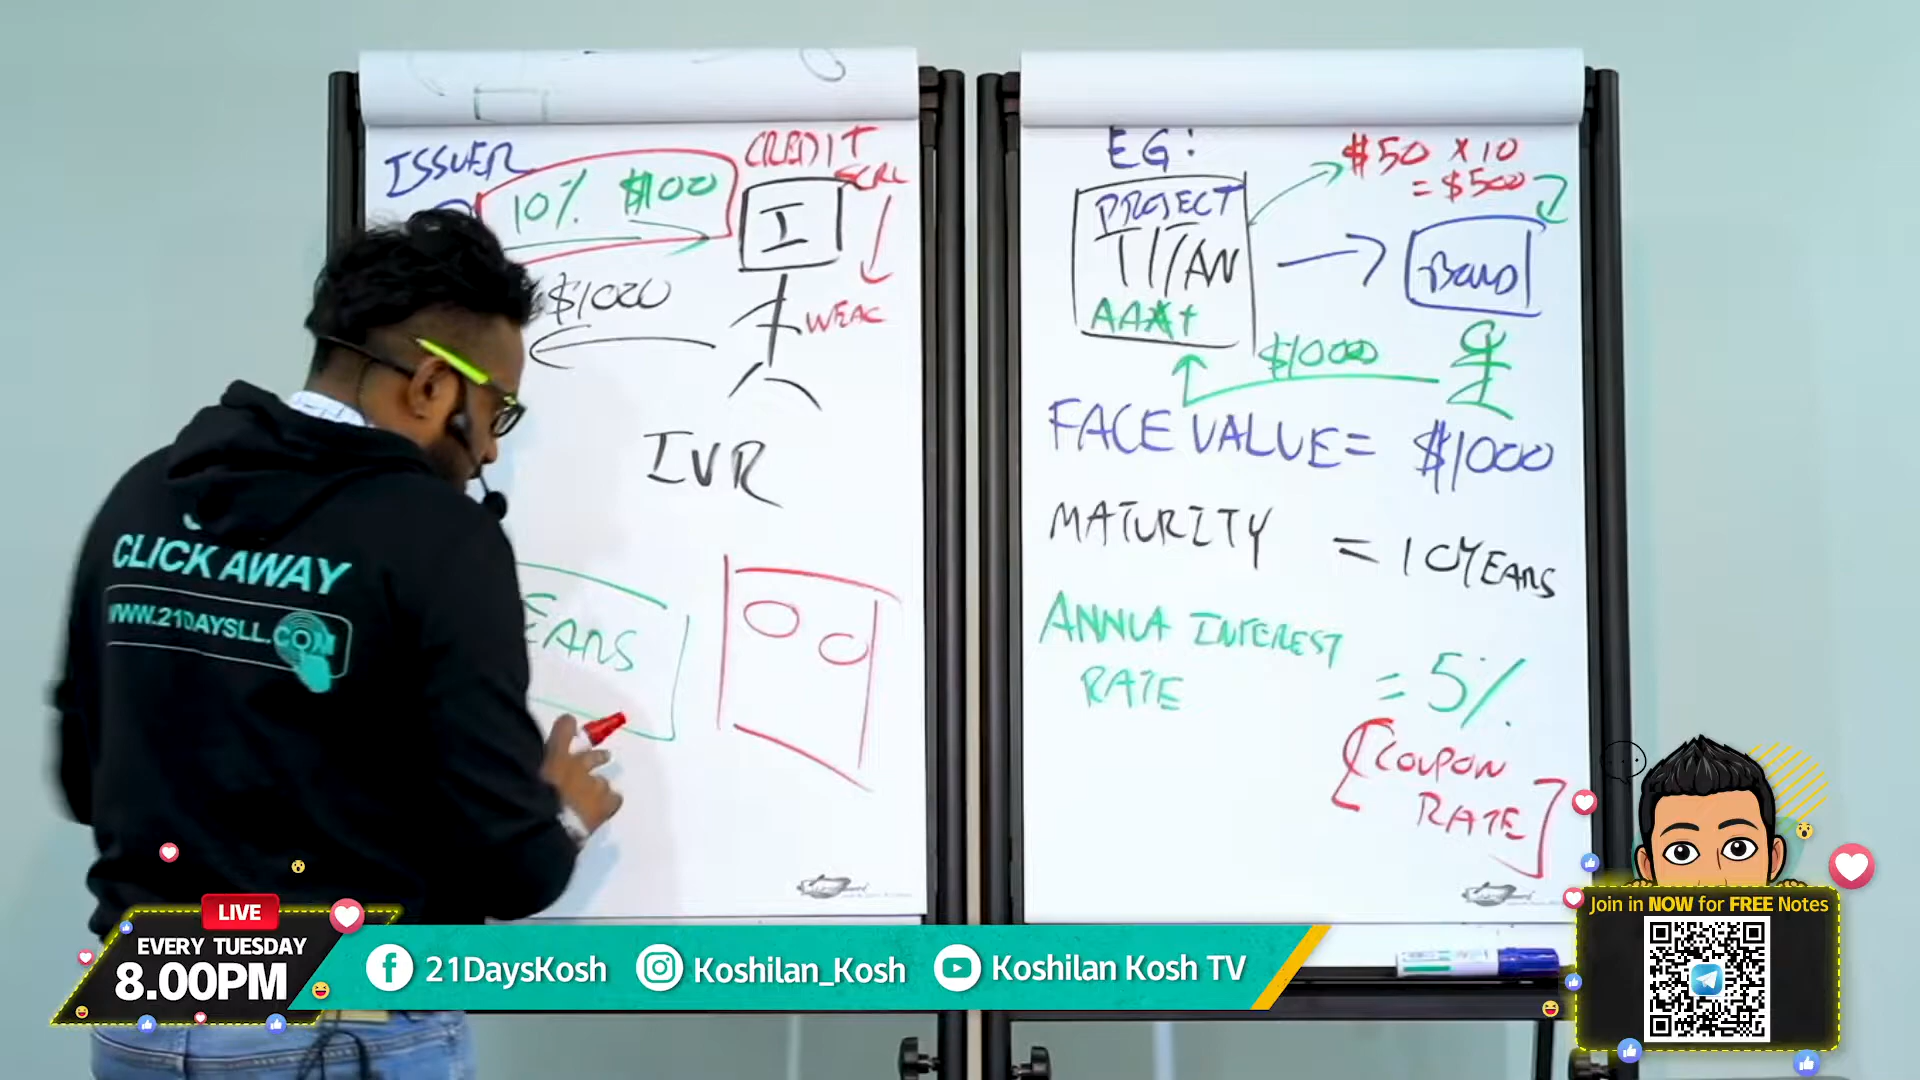 ISSUER
10% $100
CREDIT
I
$1000
WEAK
IVR
EARS
EG:
$50 X 10
= $500
PROJECT
TITAN
AAA+
BOND
$1000
FACE VALUE = $1000
MATURITY = 10 YEARS
ANNUA INTEREST
RATE
= 5%
[COUPON
RATE]
CLICK AWAY
WWW.21DAYSLL.COM
LIVE
EVERY TUESDAY
8.00PM
21DaysKosh
Koshilan_Kosh
Koshilan Kosh TV
Join in NOW for FREE Notes